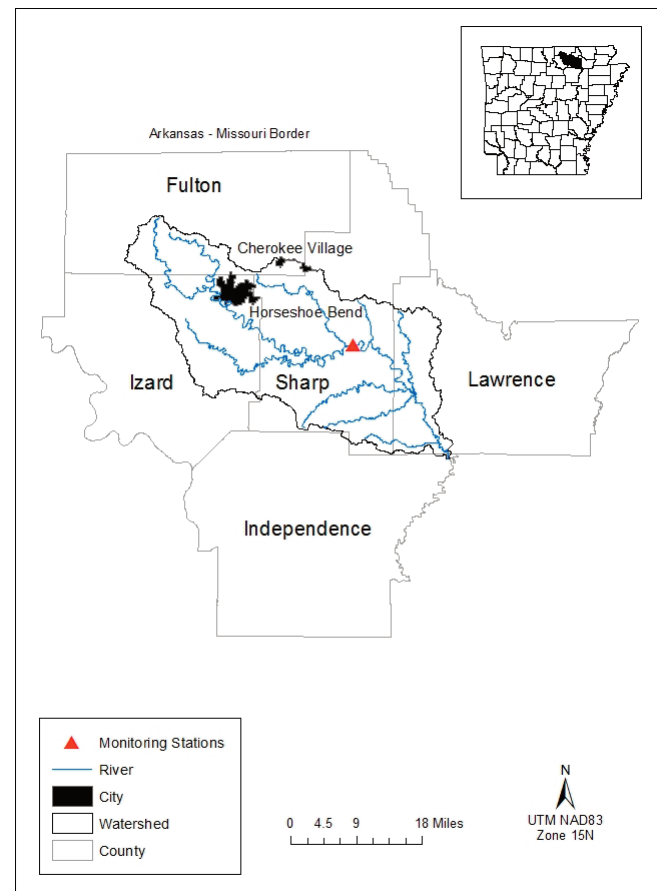 Arkansas - Missouri Border
Fulton
Cherokee Village
Horseshoe Bend
Izard
Sharp
Lawrence
Independence
Monitoring Stations
River
City
Watershed
County
0 4.5 9 18 Miles
N
UTM NAD83
Zone 15N